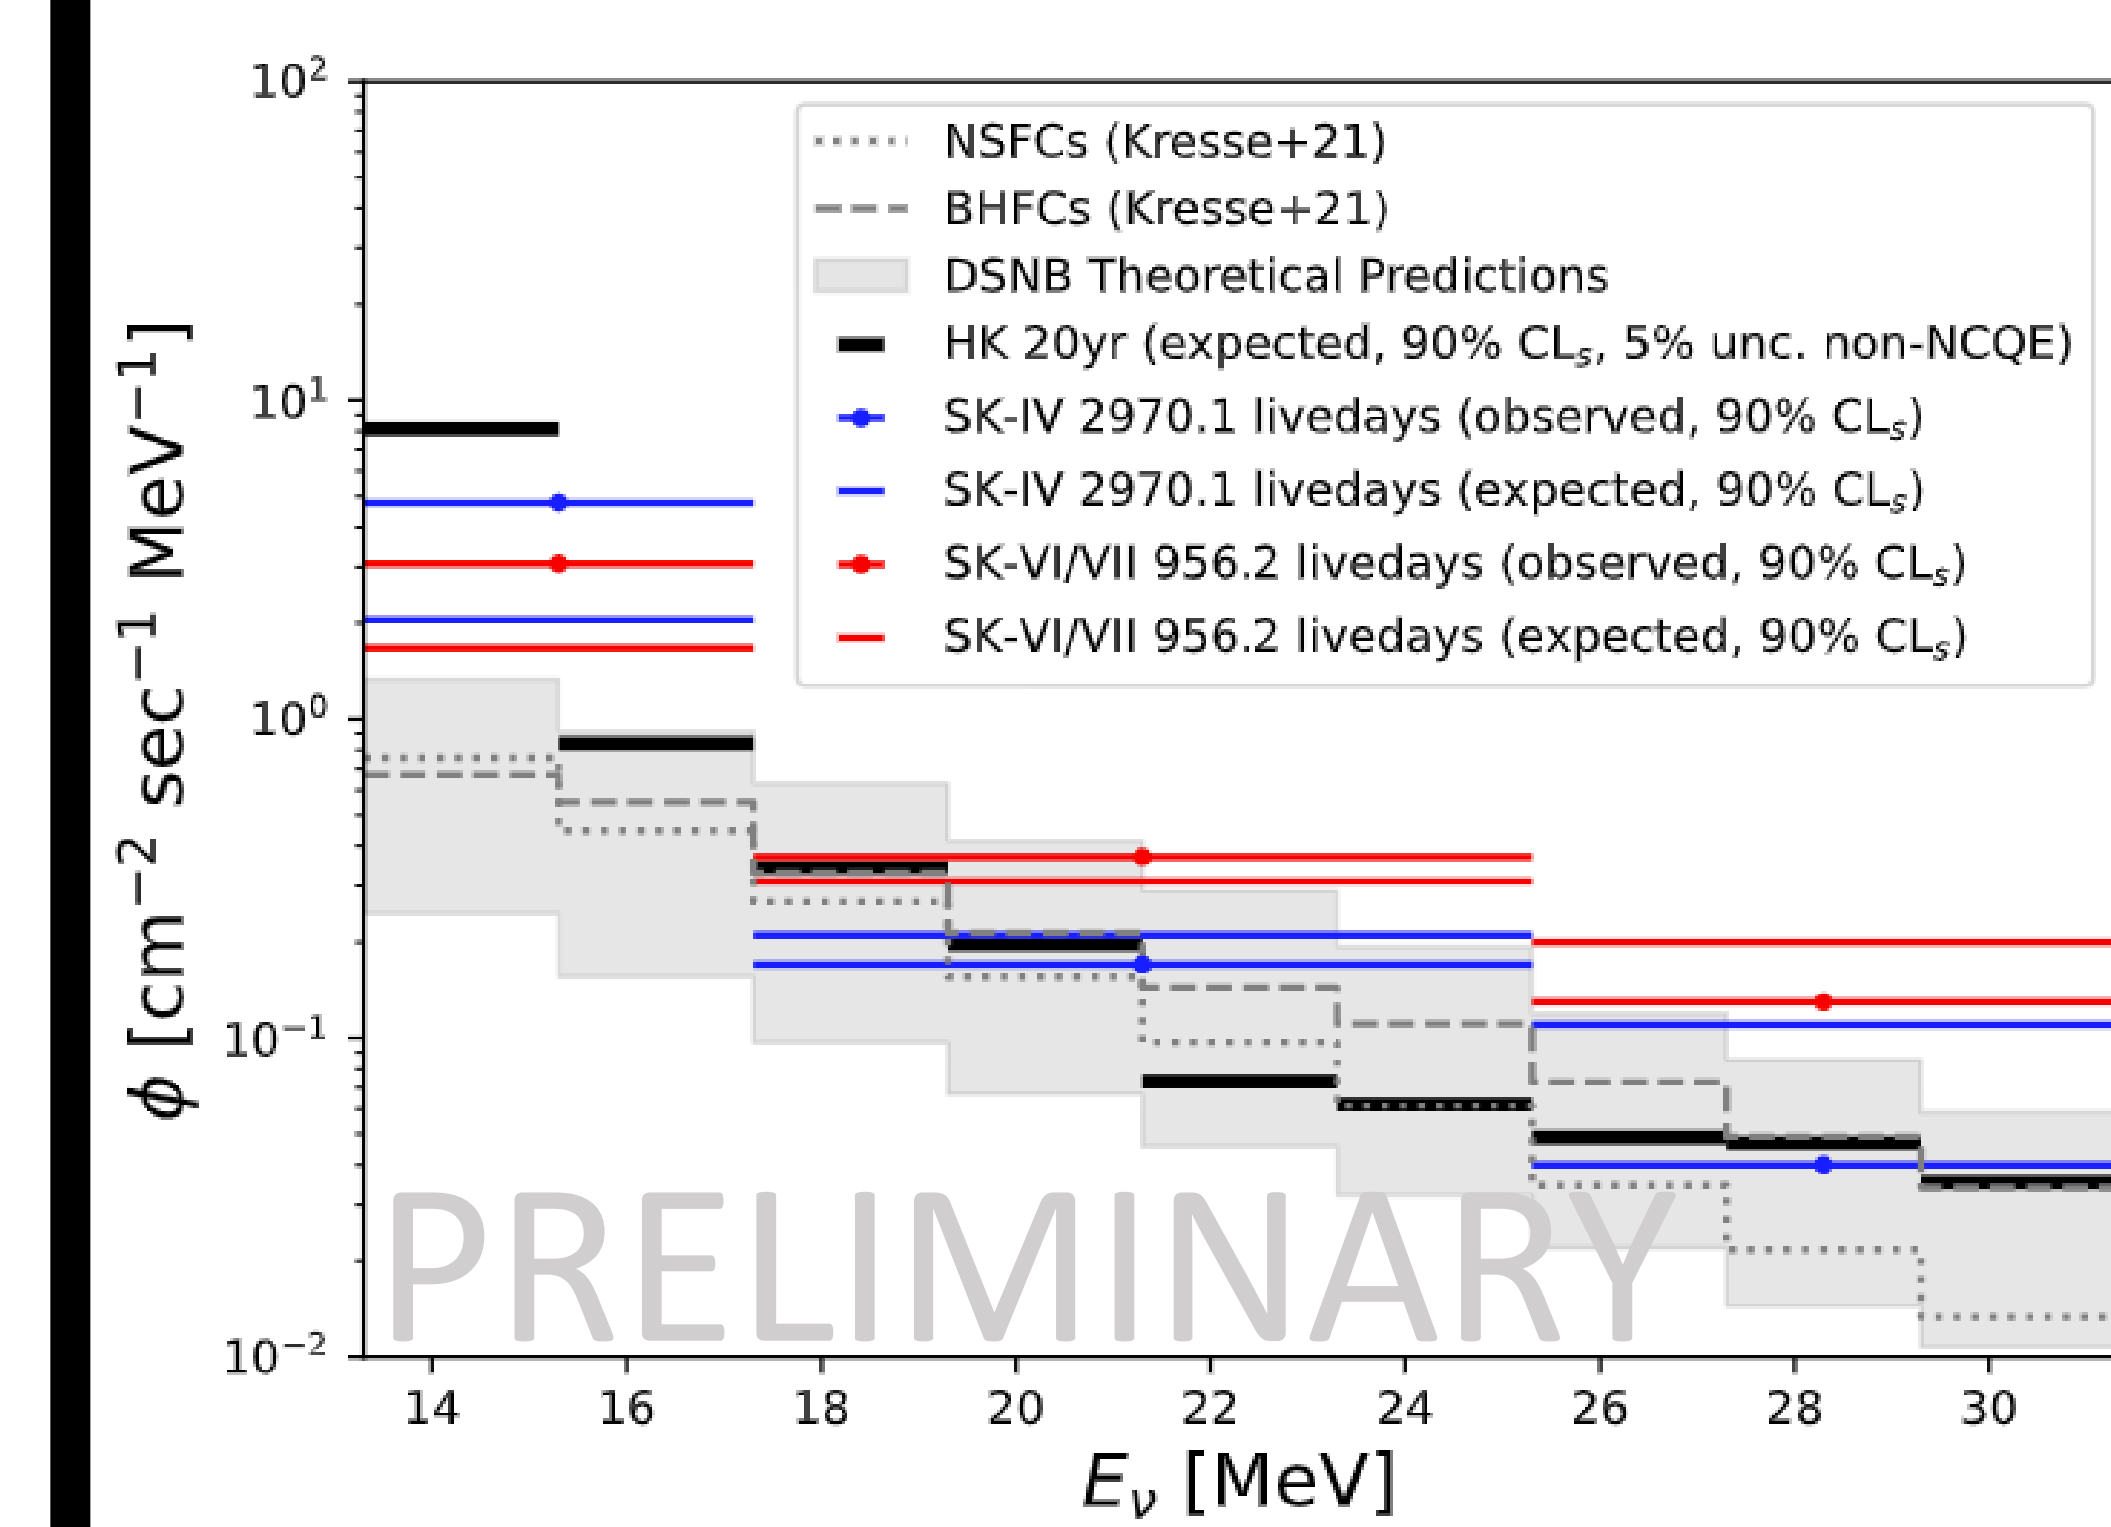 10²
10¹
10⁰
10⁻¹
10⁻²
ϕ [cm⁻² sec⁻¹ MeV⁻¹]
NSFCs (Kresse+21)
BHFCs (Kresse+21)
DSNB Theoretical Predictions
HK 20yr (expected, 90% CLₛ, 5% unc. non-NCQE)
SK-IV 2970.1 livedays (observed, 90% CLₛ)
SK-IV 2970.1 livedays (expected, 90% CLₛ)
SK-VI/VII 956.2 livedays (observed, 90% CLₛ)
SK-VI/VII 956.2 livedays (expected, 90% CLₛ)
PRELIMINARY
14 16 18 20 22 24 26 28 30
Eᵥ [MeV]